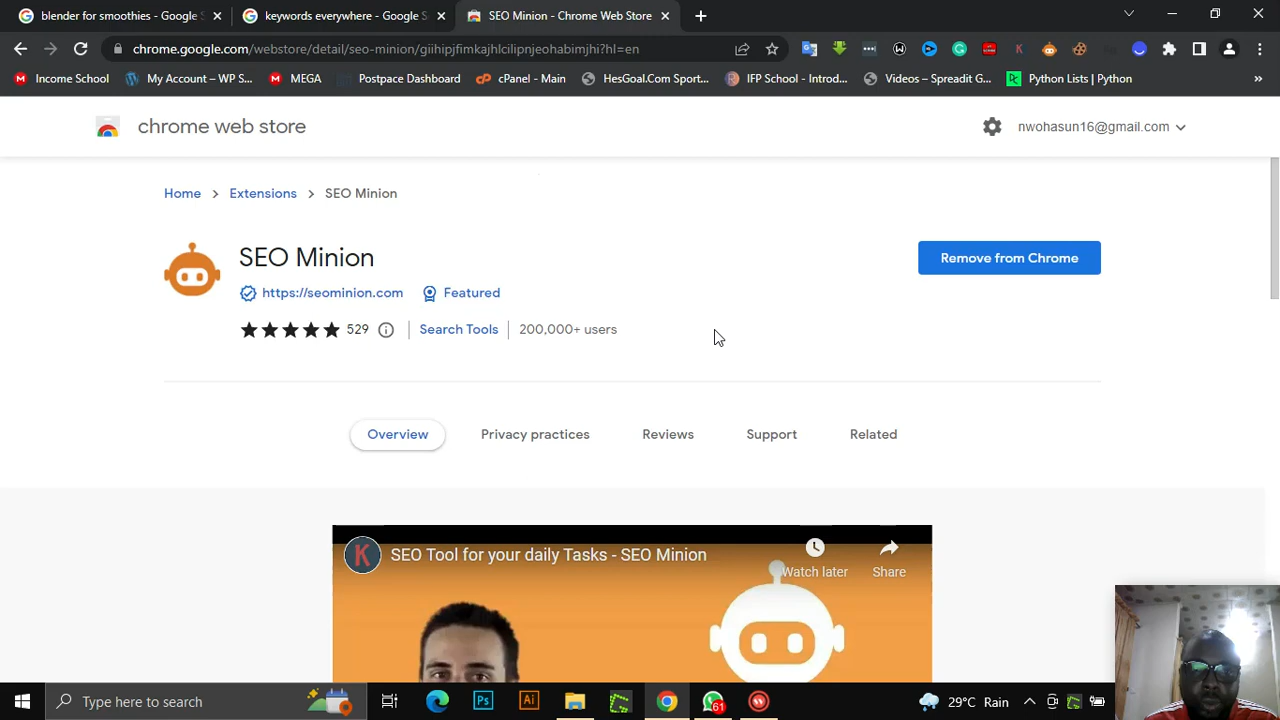 blender for smoothies - Google S
keywords everywhere - Google S
SEO Minion - Chrome Web Store
chrome.google.com/webstore/detail/seo-minion/giihipjfimkajhlcilipnjeohabimjhi?hl=en
Income School
My Account – WP S...
MEGA
Postpace Dashboard
cPanel - Main
HesGoal.Com Sport...
IFP School - Introd...
Videos – Spreadit G...
Python Lists | Python
chrome web store
nwohasun16@gmail.com
Home
Extensions
SEO Minion
SEO Minion
Remove from Chrome
https://seominion.com
Featured
529
Search Tools
200,000+ users
Overview
Privacy practices
Reviews
Support
Related
K
SEO Tool for your daily Tasks - SEO Minion
Watch later
Share
Type here to search
Ps
Ai
61
29°C Rain